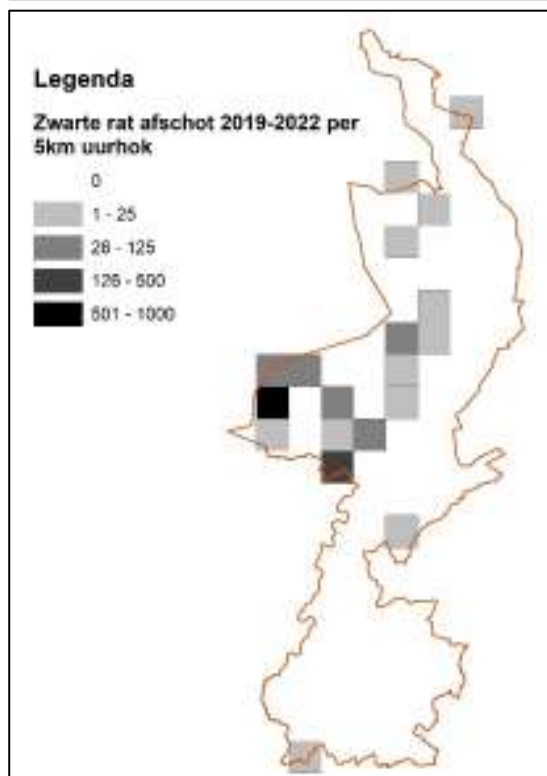 Legenda
Zwarte rat afschot 2019-2022 per
5km uurhok
0
1 - 25
26 - 125
126 - 500
501 - 1000